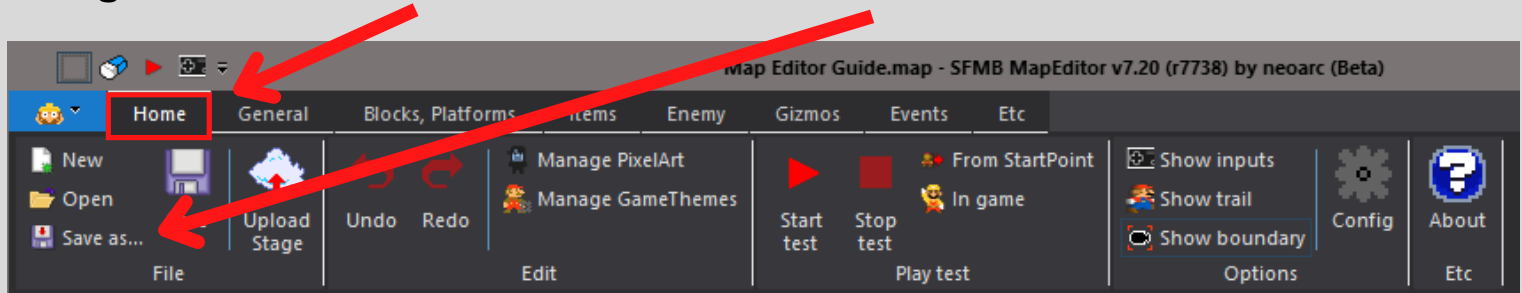 Map Editor Guide.map - SFMB MapEditor v7.20 (r7738) by neoarc (Beta)
Home General Blocks, Platforms Items Enemy Gizmos Events Etc
New
Open
Save as...
Upload
Stage
File
Undo Redo
Manage PixelArt
Manage GameThemes
Edit
Start
test
Stop
test
From StartPoint
In game
Play test
Show inputs
Show trail
Show boundary
Config
Options
About
Etc